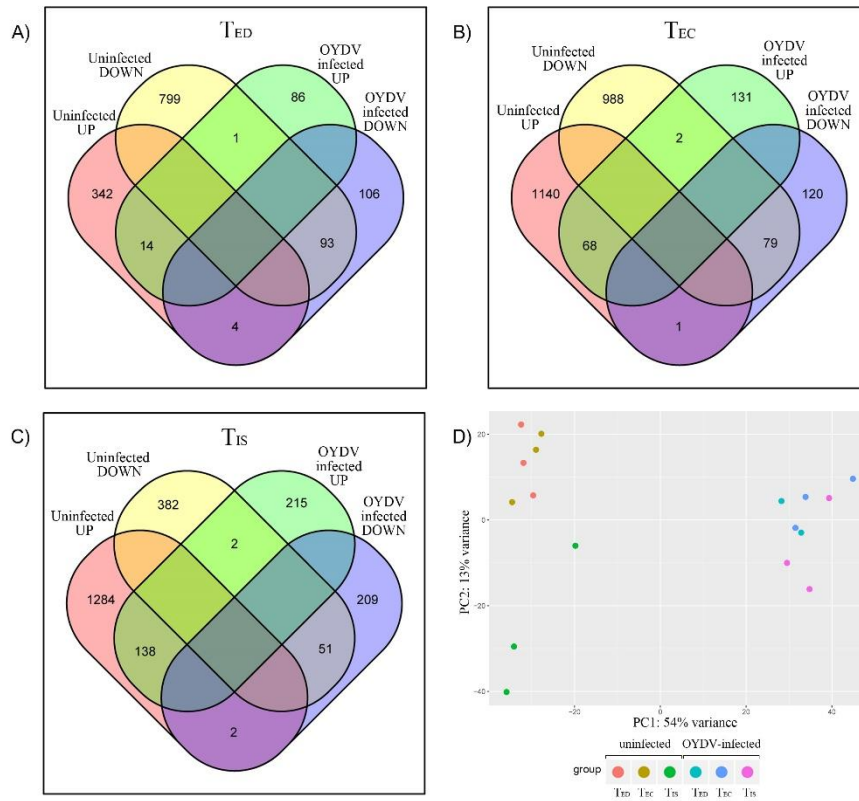 A)
TED
Uninfected
DOWN
OYDV
infected
UP
Uninfected
UP
OYDV
infected
DOWN
799
86
1
342
106
14
93
4
B)
TEC
Uninfected
DOWN
OYDV
infected
UP
Uninfected
UP
OYDV
infected
DOWN
988
131
2
1140
120
68
79
1
C)
TIS
Uninfected
DOWN
OYDV
infected
UP
Uninfected
UP
OYDV
infected
DOWN
382
215
2
1284
209
138
51
2
D)
PC2: 13% variance
20
0
-20
-40
-20
0
20
40
PC1: 54% variance
uninfected OYDV-infected
group
TED TEC TIS TED TEC TIS